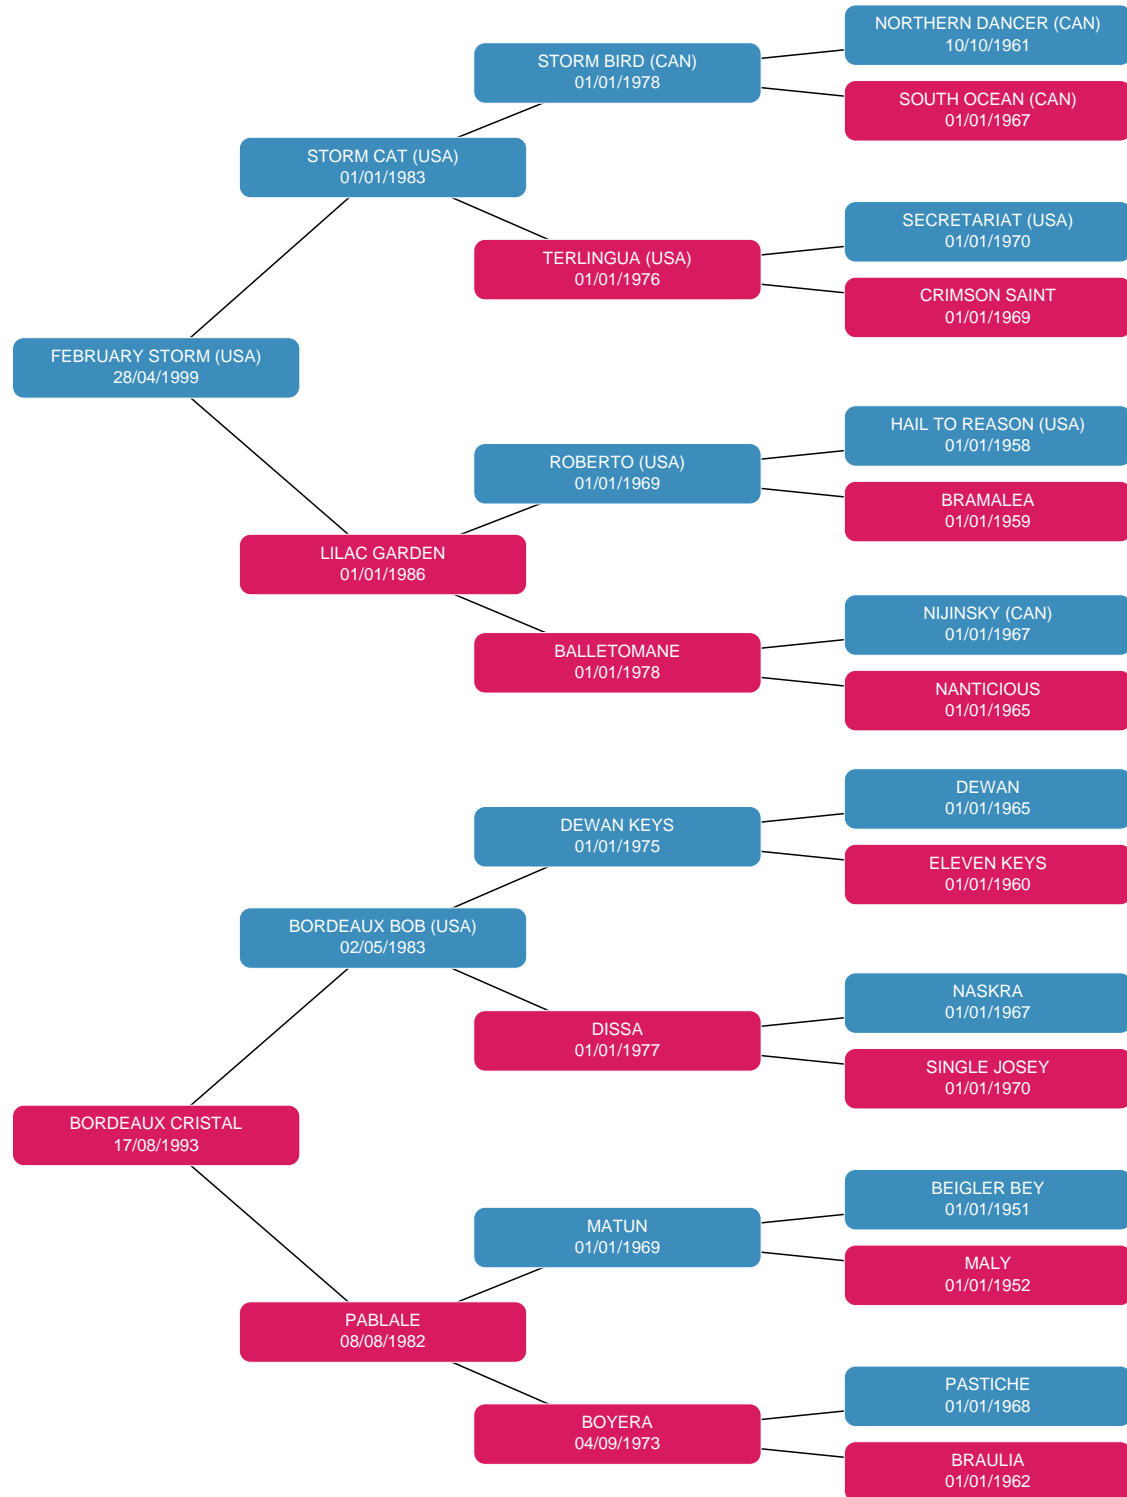 NORTHERN DANCER (CAN)
10/10/1961
STORM BIRD (CAN)
01/01/1978
SOUTH OCEAN (CAN)
01/01/1967
STORM CAT (USA)
01/01/1983
SECRETARIAT (USA)
01/01/1970
TERLINGUA (USA)
01/01/1976
CRIMSON SAINT
01/01/1969
FEBRUARY STORM (USA)
28/04/1999
HAIL TO REASON (USA)
01/01/1958
ROBERTO (USA)
01/01/1969
BRAMALEA
01/01/1959
LILAC GARDEN
01/01/1986
NIJINSKY (CAN)
01/01/1967
BALLETOMANE
01/01/1978
NANTICIOUS
01/01/1965
DEWAN
01/01/1965
DEWAN KEYS
01/01/1975
ELEVEN KEYS
01/01/1960
BORDEAUX BOB (USA)
02/05/1983
NASKRA
01/01/1967
DISSA
01/01/1977
SINGLE JOSEY
01/01/1970
BORDEAUX CRISTAL
17/08/1993
BEIGLER BEY
01/01/1951
MATUN
01/01/1969
MALY
01/01/1952
PABLALE
08/08/1982
PASTICHE
01/01/1968
BOYERA
04/09/1973
BRAULIA
01/01/1962